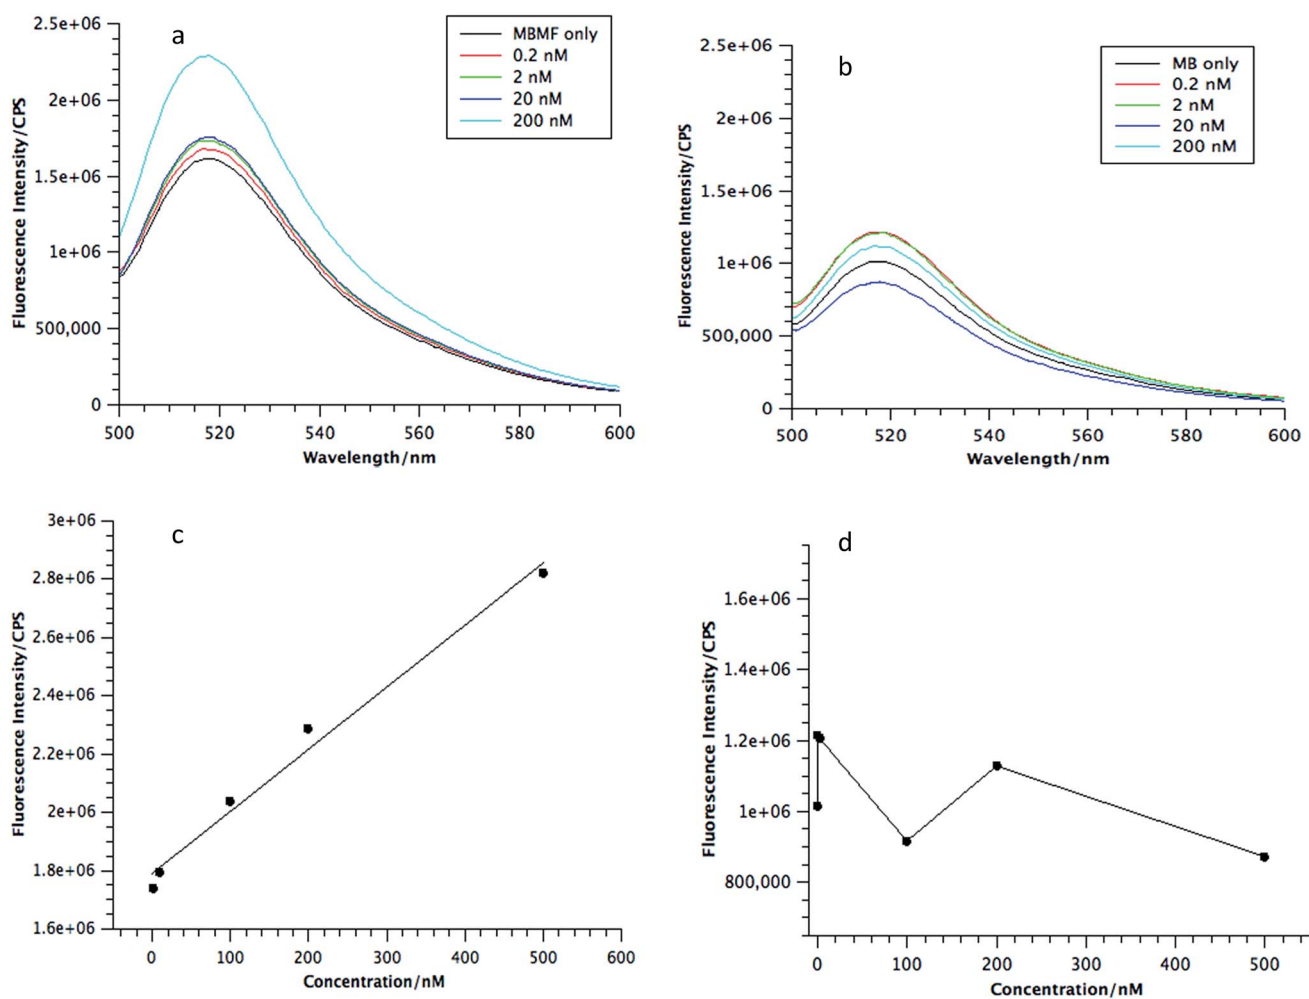 a
2.5e+06
2e+06
1.5e+06
1e+06
500,000
0
Fluorescence Intensity/CPS
MBMF only
0.2 nM
2 nM
20 nM
200 nM
500 520 540 560 580 600
Wavelength/nm
b
2.5e+06
2e+06
1.5e+06
1e+06
500,000
0
Fluorescence Intensity/CPS
MB only
0.2 nM
2 nM
20 nM
200 nM
500 520 540 560 580 600
Wavelength/nm
c
3e+06
2.8e+06
2.6e+06
2.4e+06
2.2e+06
2e+06
1.8e+06
1.6e+06
Fluorescence Intensity/CPS
0 100 200 300 400 500 600
Concentration/nM
d
1.6e+06
1.4e+06
1.2e+06
1e+06
800,000
Fluorescence Intensity/CPS
0 100 200 300 400 500
Concentration/nM